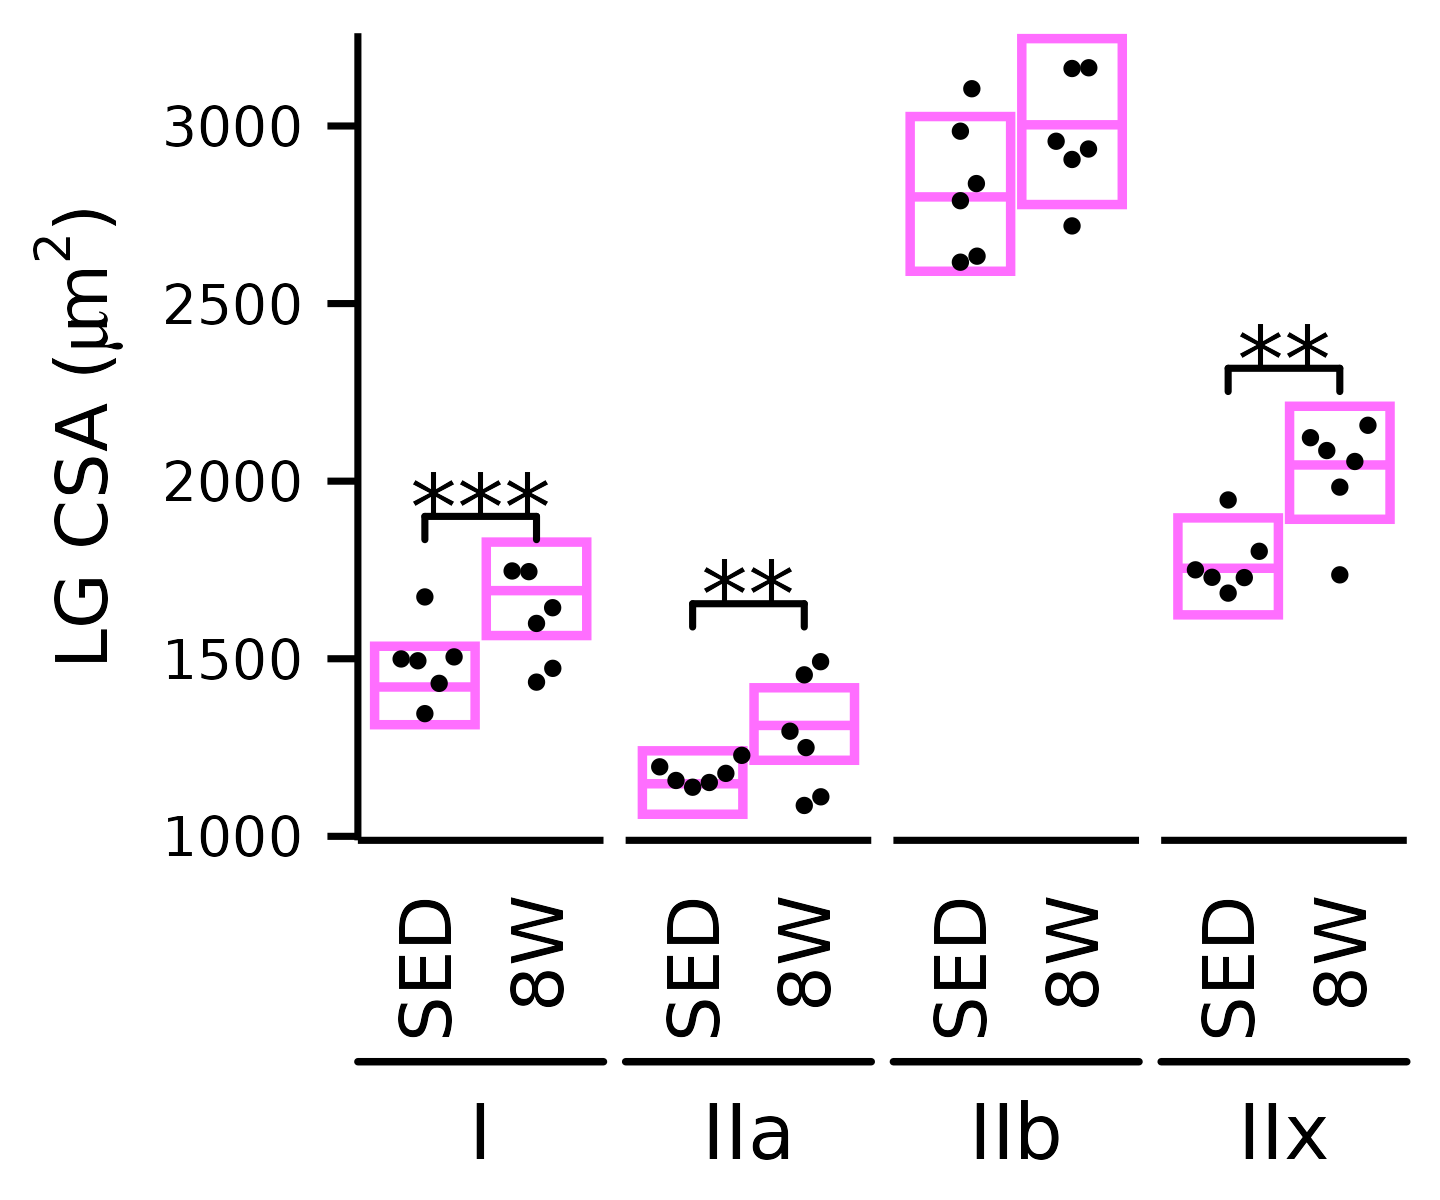 LG CSA (μm²)
3000
2500
2000
1500
1000
***
**
**
SED 8W SED 8W SED 8W SED 8W
I IIa IIb IIx